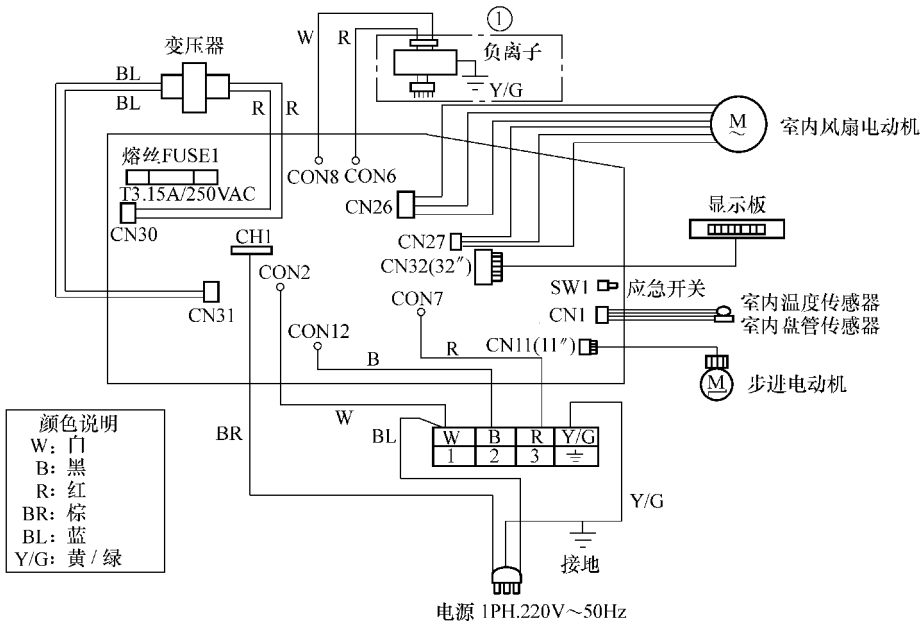 ①
变压器
W
R
负离子
Y/G
BL
BL
R
R
M
~
室内风扇电动机
熔丝FUSE1
T3.15A/250VAC
CON8
CON6
CN26
CN30
显示板
CH1
CN27
CN32(32″)
CON2
SW1
应急开关
CN31
CON7
CN1
室内温度传感器
室内盘管传感器
CON12
CN11(11″)
R
B
M
步进电动机
W
BR
BL
W
B
R
Y/G
1
2
3
颜色说明
W：白
B：黑
R：红
BR：棕
BL：蓝
Y/G：黄/绿
Y/G
接地
电源 1PH.220V～50Hz